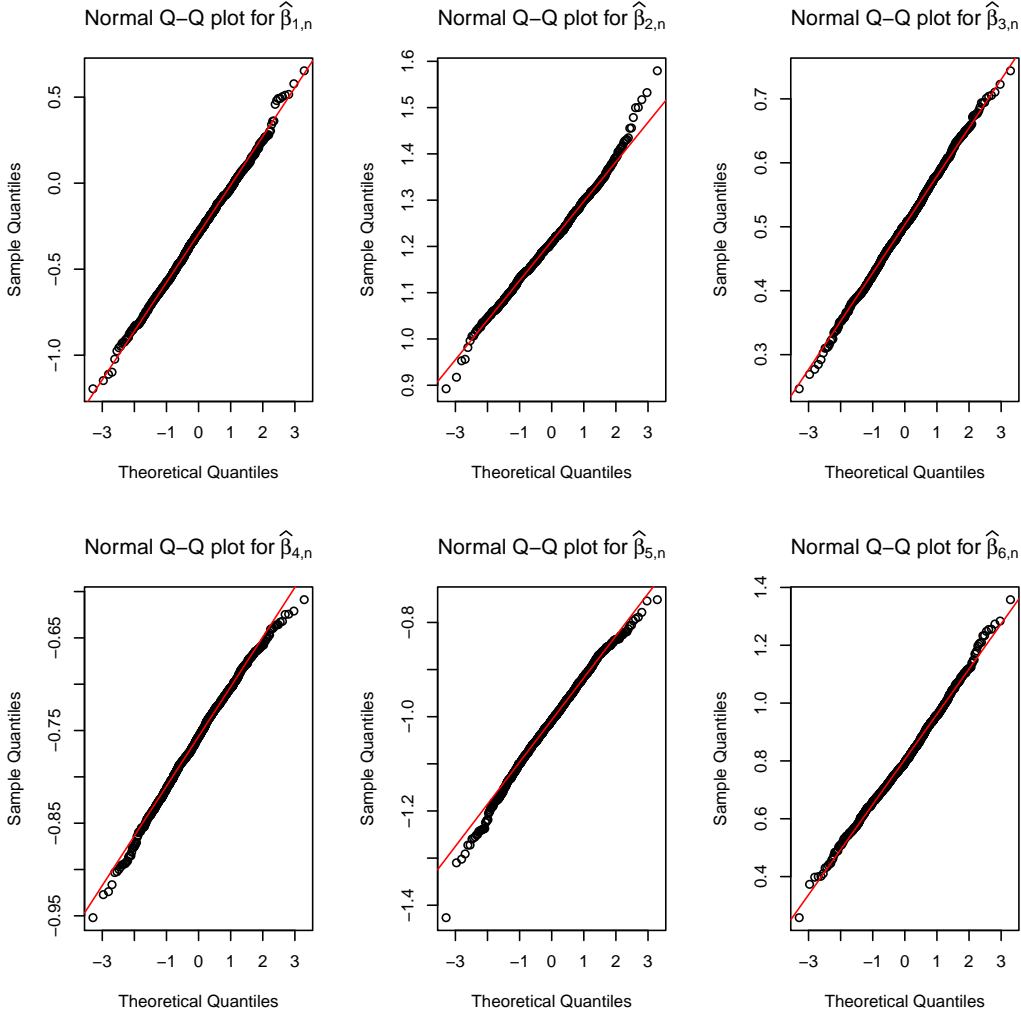 Normal Q−Q plot for β̂1,n
Sample Quantiles
0.5
0.0
−0.5
−1.0
−3 −1 0 1 2 3
Theoretical Quantiles
Normal Q−Q plot for β̂2,n
Sample Quantiles
1.6
1.5
1.4
1.3
1.2
1.1
1.0
0.9
−3 −1 0 1 2 3
Theoretical Quantiles
Normal Q−Q plot for β̂3,n
Sample Quantiles
0.7
0.6
0.5
0.4
0.3
−3 −1 0 1 2 3
Theoretical Quantiles
Normal Q−Q plot for β̂4,n
Sample Quantiles
−0.65
−0.75
−0.85
−0.95
−3 −1 0 1 2 3
Theoretical Quantiles
Normal Q−Q plot for β̂5,n
Sample Quantiles
−0.8
−1.0
−1.2
−1.4
−3 −1 0 1 2 3
Theoretical Quantiles
Normal Q−Q plot for β̂6,n
Sample Quantiles
1.4
1.2
1.0
0.8
0.6
0.4
−3 −1 0 1 2 3
Theoretical Quantiles